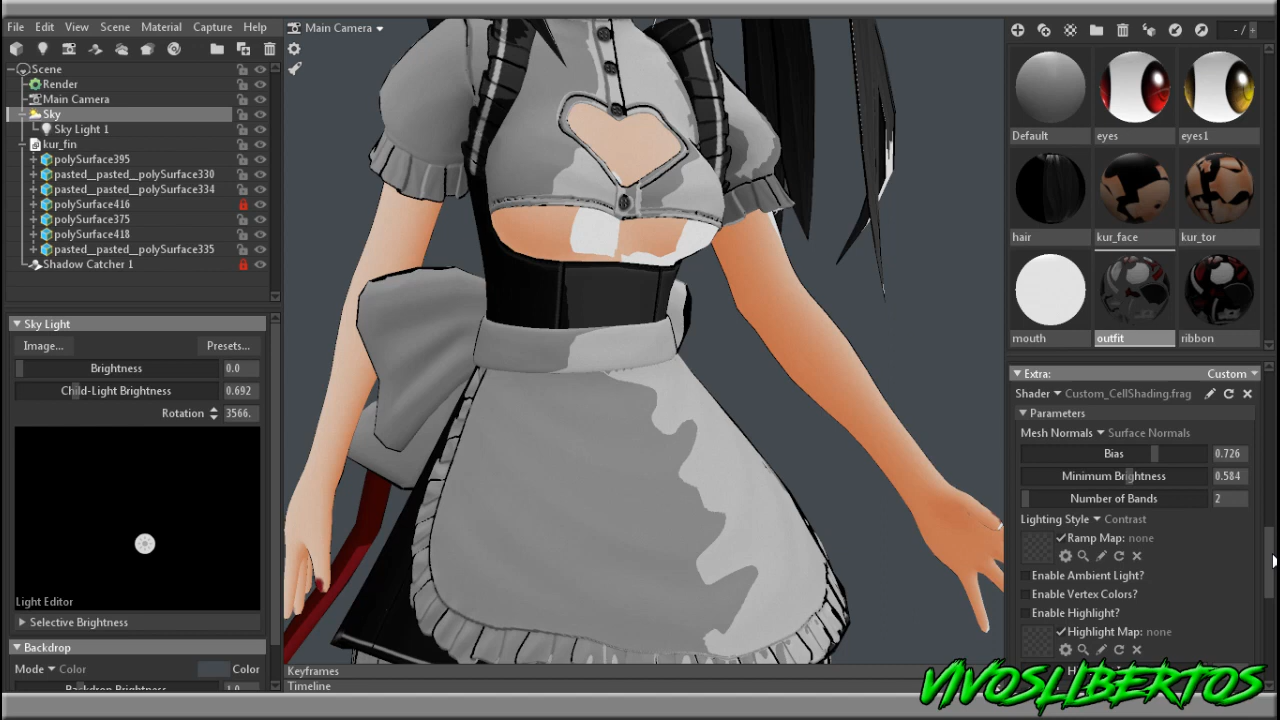 File Edit View Scene Material Capture Help
Main Camera
- /
Scene
Render
Main Camera
Sky
Sky Light 1
kur_fin
polySurface395
pasted__pasted__polySurface330
pasted__pasted__polySurface334
polySurface416
polySurface375
polySurface418
pasted__pasted__polySurface335
Shadow Catcher 1
Sky Light
Image... Presets...
Brightness 0.0
Child-Light Brightness 0.692
Rotation 3566.
Light Editor
Selective Brightness
Backdrop
Mode Color Color
Backdrop Brightness 1.0
Keyframes
Timeline
Default eyes eyes1
hair kur_face kur_tor
mouth outfit ribbon
Extra: Custom
Shader Custom_CellShading.frag
Parameters
Mesh Normals Surface Normals
Bias 0.726
Minimum Brightness 0.584
Number of Bands 2
Lighting Style Contrast
Ramp Map: none
Enable Ambient Light?
Enable Vertex Colors?
Enable Highlight?
Highlight Map: none
VIVOSLIBERTOS